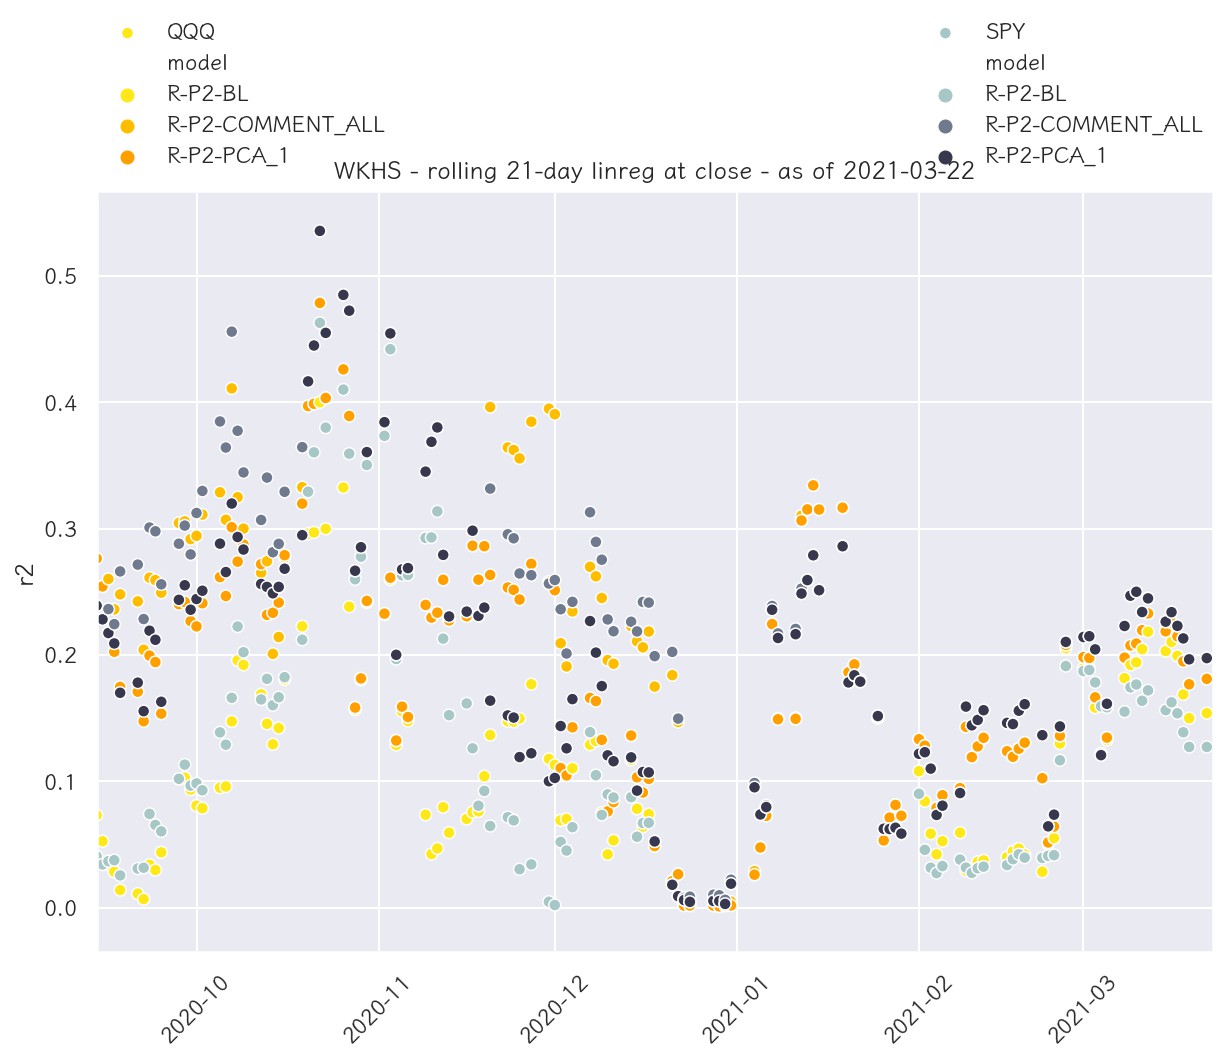 QQQ
model
R-P2-BL
R-P2-COMMENT_ALL
R-P2-PCA_1
SPY
model
R-P2-BL
R-P2-COMMENT_ALL
R-P2-PCA_1
WKHS - rolling 21-day linreg at close - as of 2021-03-22
r2
0.5
0.4
0.3
0.2
0.1
0.0
2020-10
2020-11
2020-12
2021-01
2021-02
2021-03